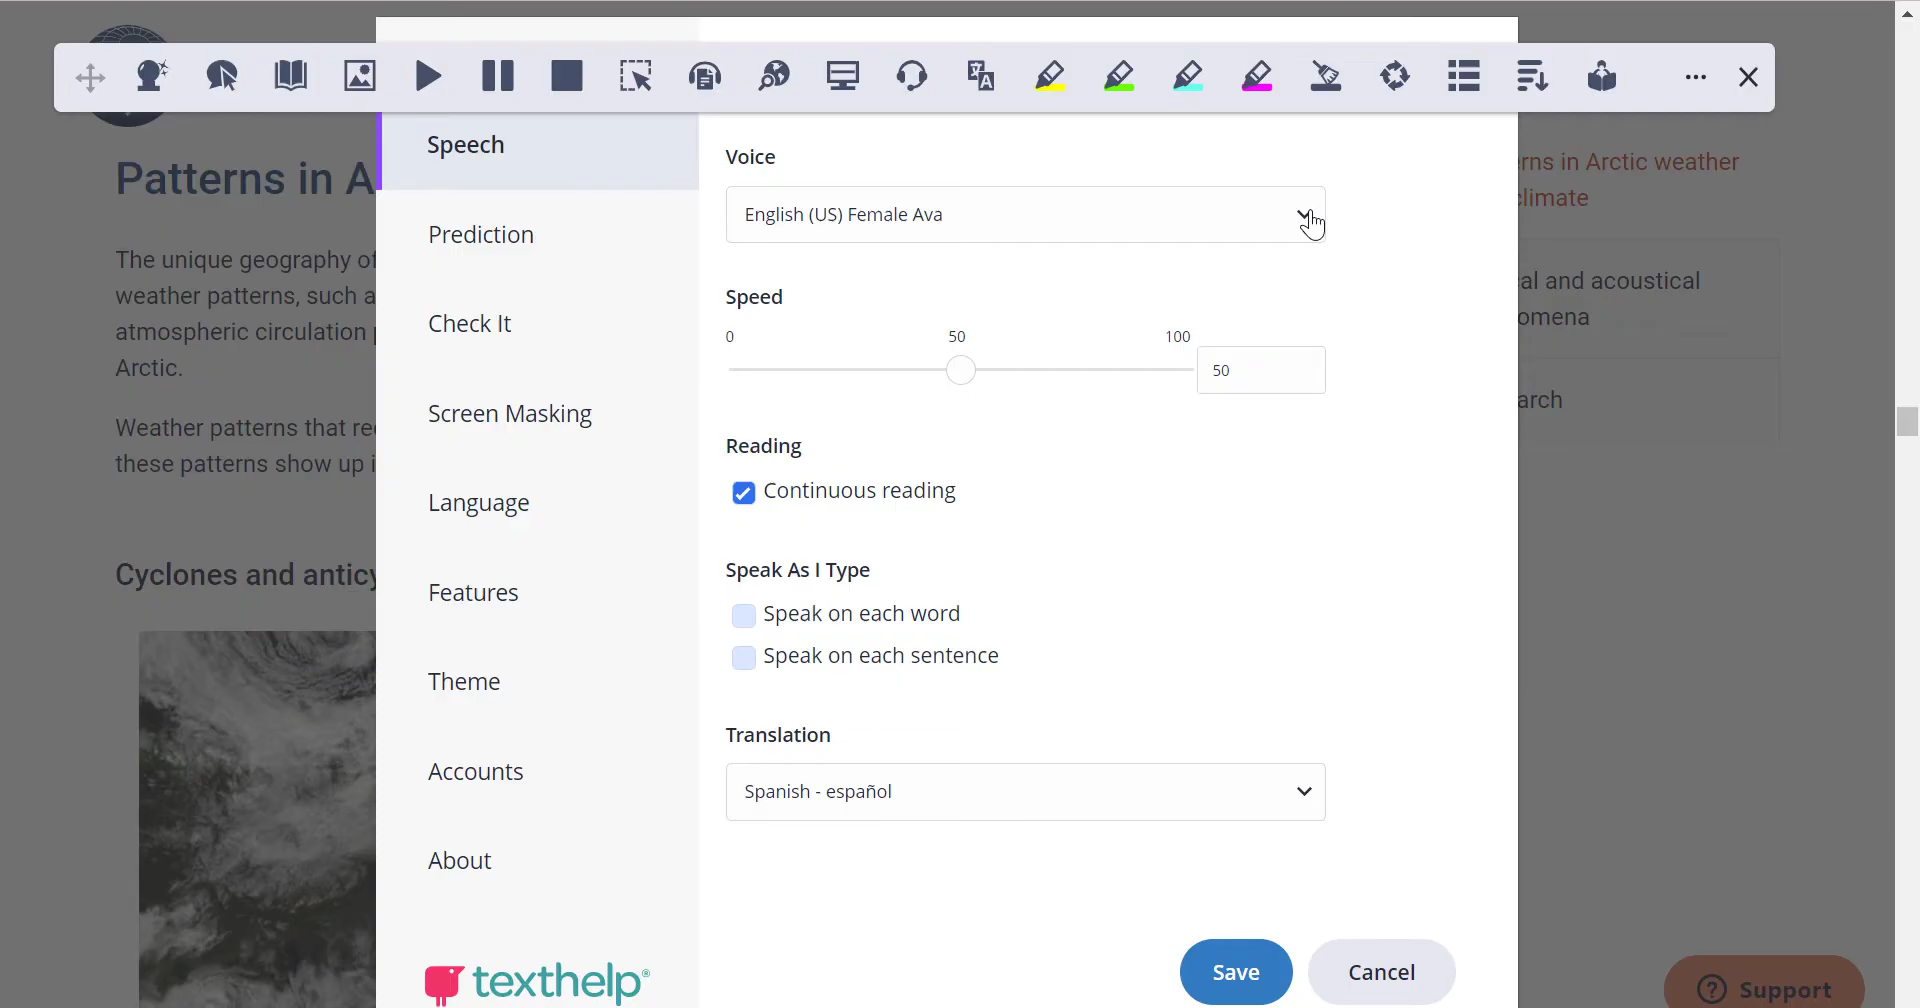 Patterns in A
The unique geography of
weather patterns, such a
atmospheric circulation
Arctic.
Weather patterns that re
these patterns show up i
Cyclones and anticy
Speech
Prediction
Check It
Screen Masking
Language
Features
Theme
Accounts
About
texthelp®
Voice
English (US) Female Ava
Speed
0
50
100
50
Reading
Continuous reading
Speak As I Type
Speak on each word
Speak on each sentence
Translation
Spanish - español
Save
Cancel
rns in Arctic weather
climate
al and acoustical
omena
arch
Support